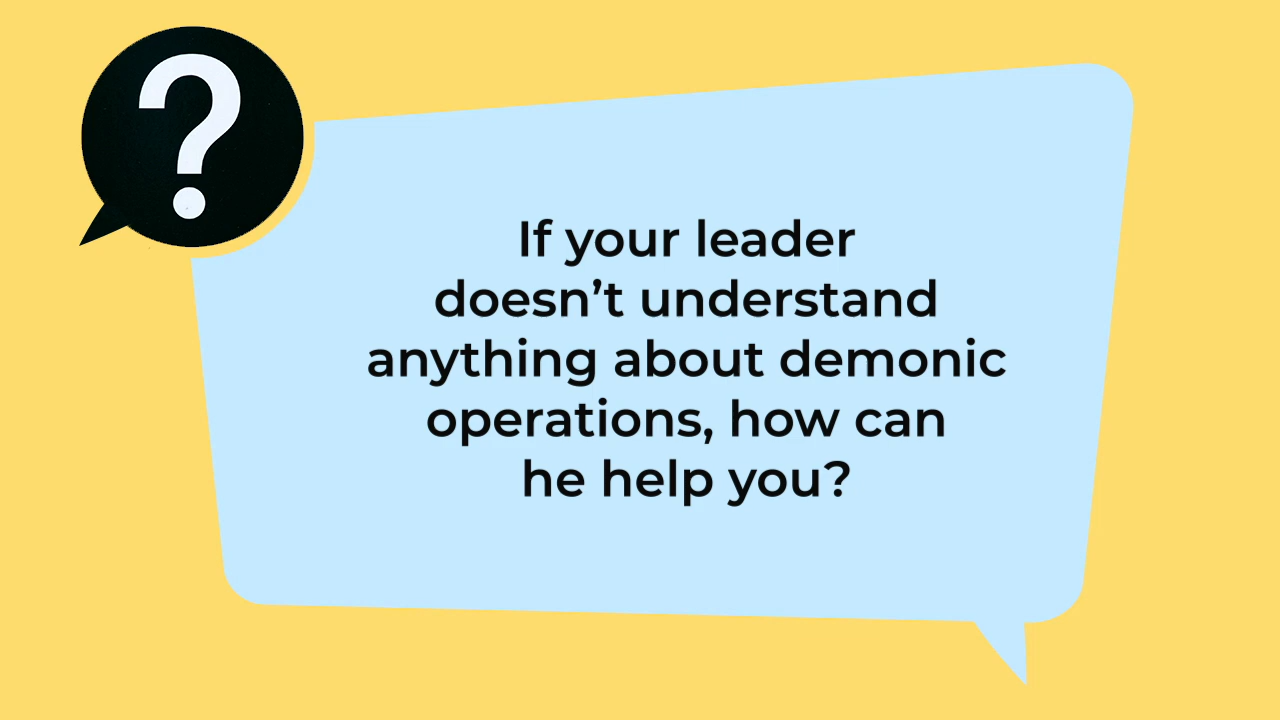 ?
If your leader
doesn’t understand
anything about demonic
operations, how can
he help you?